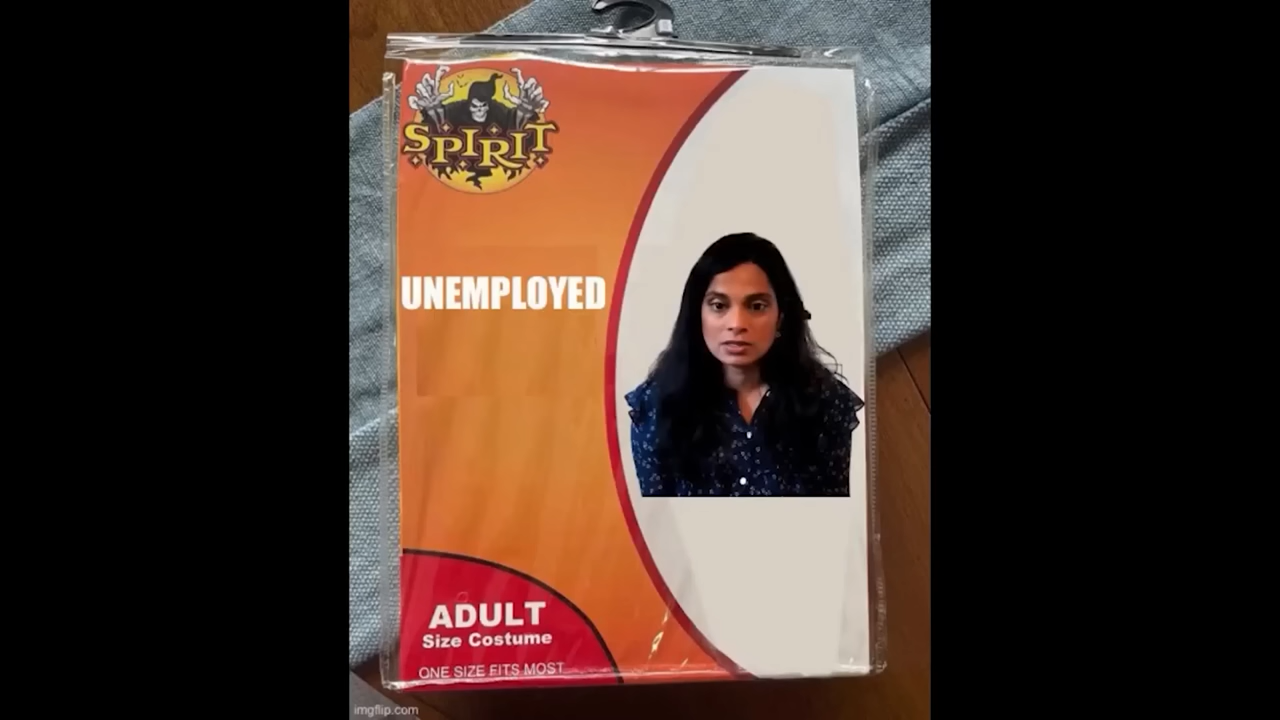 SPIRIT
UNEMPLOYED
ADULT
Size Costume
ONE SIZE FITS MOST
imgflip.com